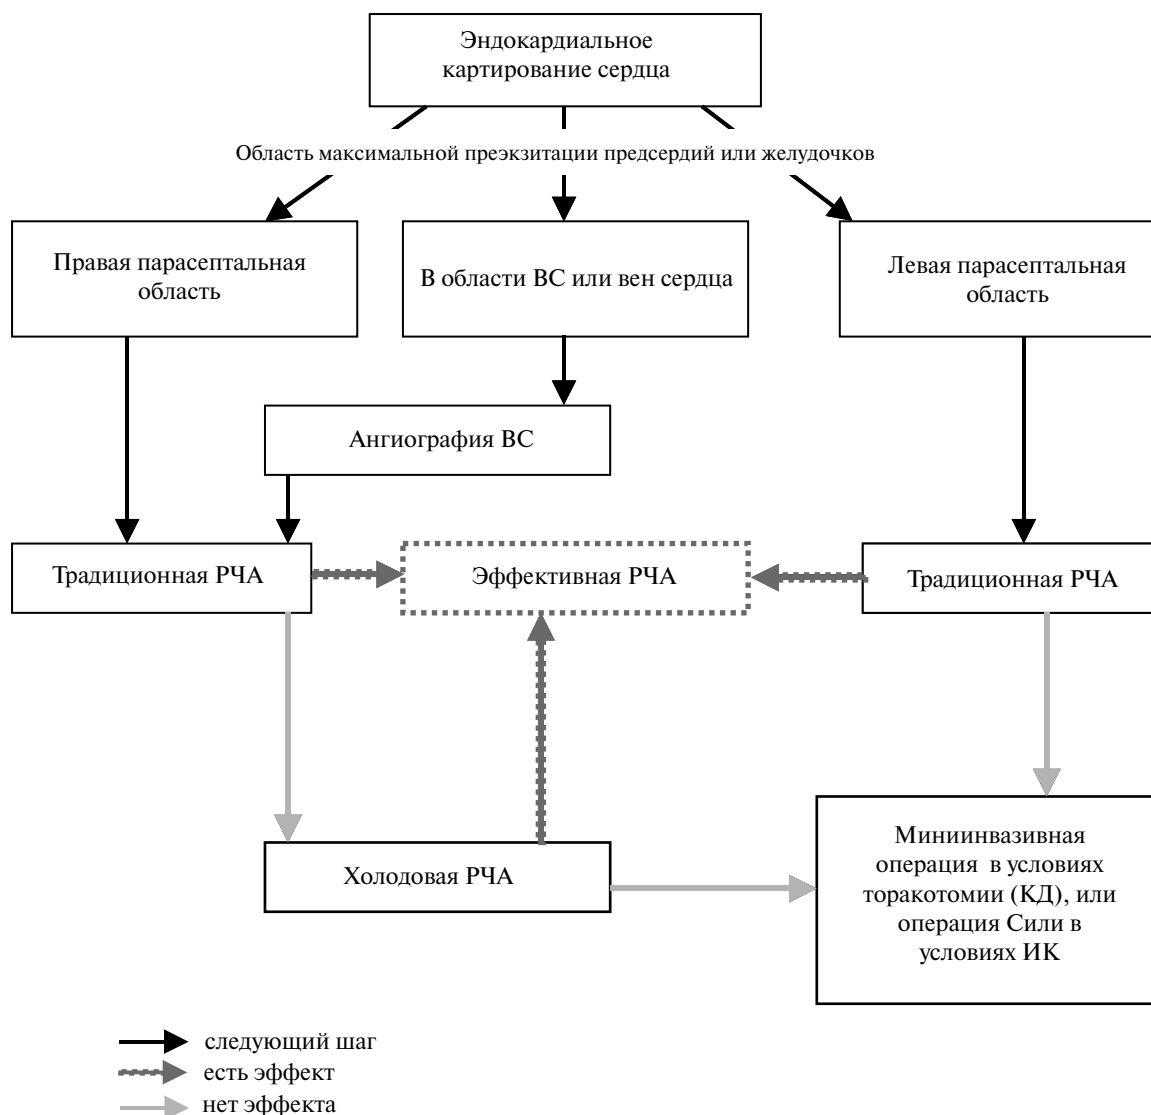 Эндокардиальное
картирование сердца
Область максимальной преэкзитации предсердий или желудочков
Правая парасептальная
область
В области ВС или вен сердца
Левая парасептальная
область
Ангиография ВС
Традиционная РЧА
Эффективная РЧА
Традиционная РЧА
Холодовая РЧА
Миниинвазивная
операция в условиях
торакотомии (КД), или
операция Сили в
условиях ИК
следующий шаг
есть эффект
нет эффекта